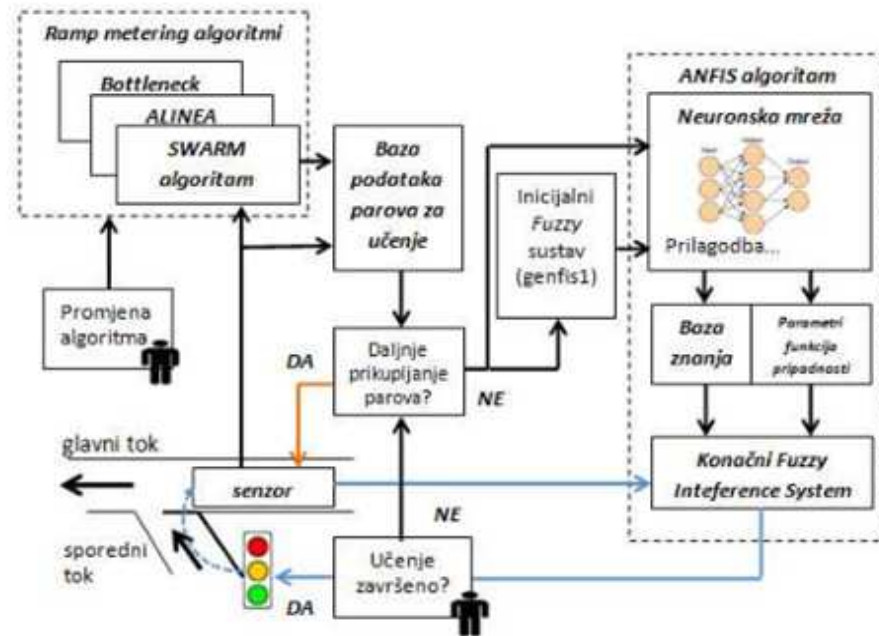 Ramp metering algoritmi
Bottleneck
ALINEA
SWARM
algoritam
Baza
podataka
parova za
učenje
Inicijalni
Fuzzy
sustav
(genfis1)
ANFIS algoritam
Neuronska mreža
Prilagodba...
Promjena
algoritma
Daljnje
prikupljanje
parova?
DA
NE
Baza
znanja
Parametri
funkcija
pripadnosti
glavni tok
senzor
Konačni Fuzzy
Inteference System
NE
sporedni
tok
Učenje
završeno?
DA